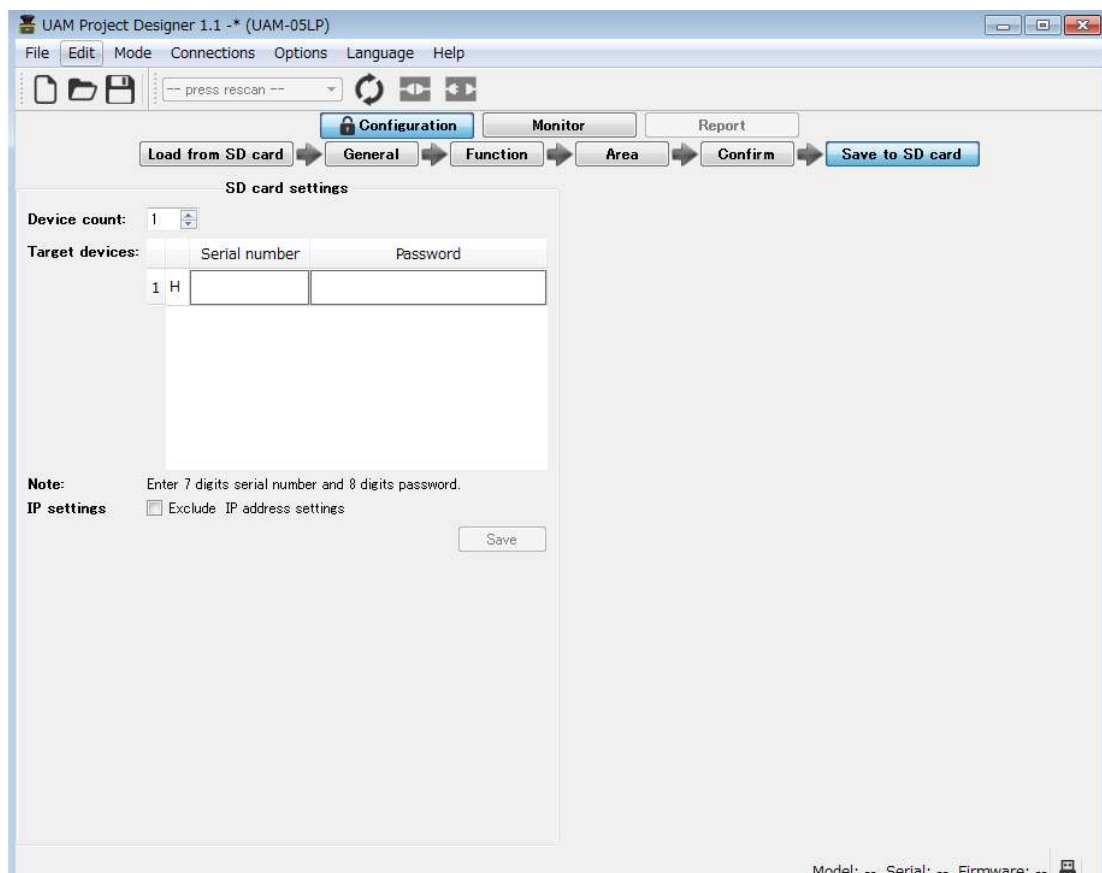 UAM Project Designer 1.1 -* (UAM-05LP)
File Edit Mode Connections Options Language Help
-- press rescan --
Configuration Monitor Report
Load from SD card General Function Area Confirm Save to SD card
SD card settings
Device count: 1
Target devices: Serial number Password
1 H
Note: Enter 7 digits serial number and 8 digits password.
IP settings Exclude IP address settings
Save
Model: -- Serial: -- Firmware: --